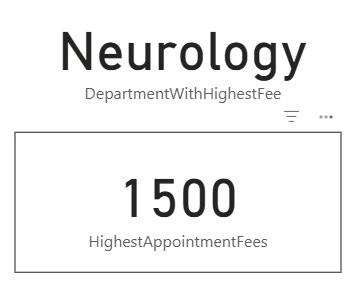 Neurology
DepartmentWithHighestFee
1500
HighestAppointmentFees